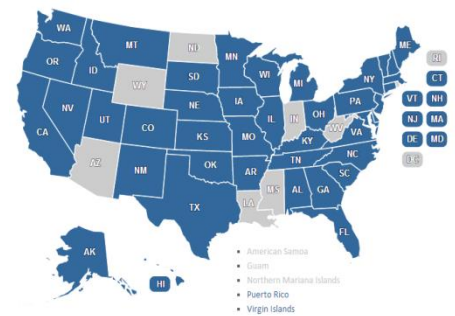 WA
MT
ND
MN
ME
OR
ID
WY
SD
WI
MI
NY
RI
CT
VT NH
NV
UT
CO
NE
IA
IL
IN
OH
PA
NJ MA
CA
KS
MO
KY
WV
VA
DE MD
DC
AZ
NM
OK
AR
TN
NC
SC
TX
LA
MS
AL
GA
FL
AK
HI
American Samoa
Guam
Northern Mariana Islands
Puerto Rico
Virgin Islands